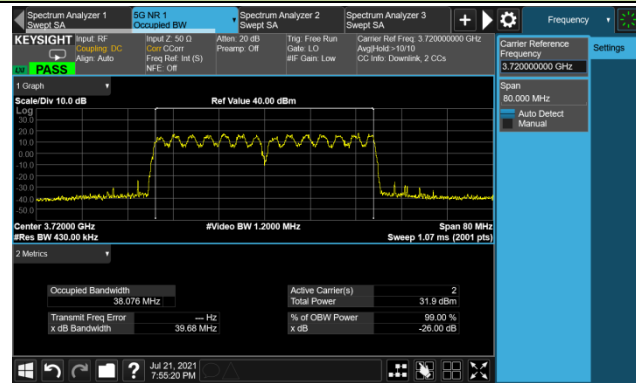 Spectrum Analyzer 1
Swept SA
5G NR 1
Occupied BW
Spectrum Analyzer 2
Swept SA
Spectrum Analyzer 3
Swept SA
Frequency
KEYSIGHT
Input: RF
Coupling: DC
Align: Auto
Input Z: 50 Ω
Corr CCorr
Freq Ref: Int (S)
NFE: Off
Atten: 20 dB
Preamp: Off
Trig: Free Run
Gate: LO
#IF Gain: Low
Carrier Ref Freq: 3.720000000 GHz
Avg|Hold:>10/10
CC Info: Downlink, 2 CCs
PASS
Carrier Reference
Frequency
3.720000000 GHz
Settings
Span
80.000 MHz
Auto Detect
Manual
1 Graph
Scale/Div 10.0 dB
Ref Value 40.00 dBm
Log
30.0
20.0
10.0
0.00
-10.0
-20.0
-30.0
-40.0
-50.0
Center 3.72000 GHz
#Video BW 1.2000 MHz
Span 80 MHz
#Res BW 430.00 kHz
Sweep 1.07 ms (2001 pts)
2 Metrics
Occupied Bandwidth
38.076 MHz
Active Carrier(s) 2
Total Power 31.9 dBm
Transmit Freq Error --- Hz
x dB Bandwidth 39.68 MHz
% of OBW Power 99.00 %
x dB -26.00 dB
Jul 21, 2021
7:55:20 PM